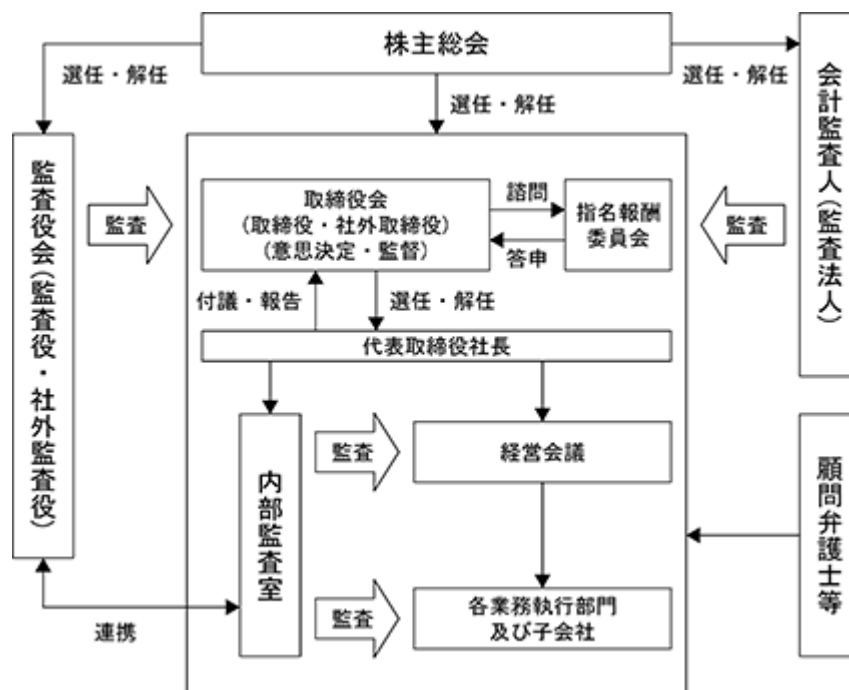 株主総会
選任・解任
選任・解任
選任・解任
監査役会(監査役・社外監査役)
監査
取締役会
(取締役・社外取締役)
(意思決定・監督)
諮問
答申
指名報酬
委員会
監査
会計監査人(監査法人)
付議・報告
選任・解任
代表取締役社長
内部監査室
監査
経営会議
顧問弁護士等
監査
各業務執行部門
及び子会社
連携